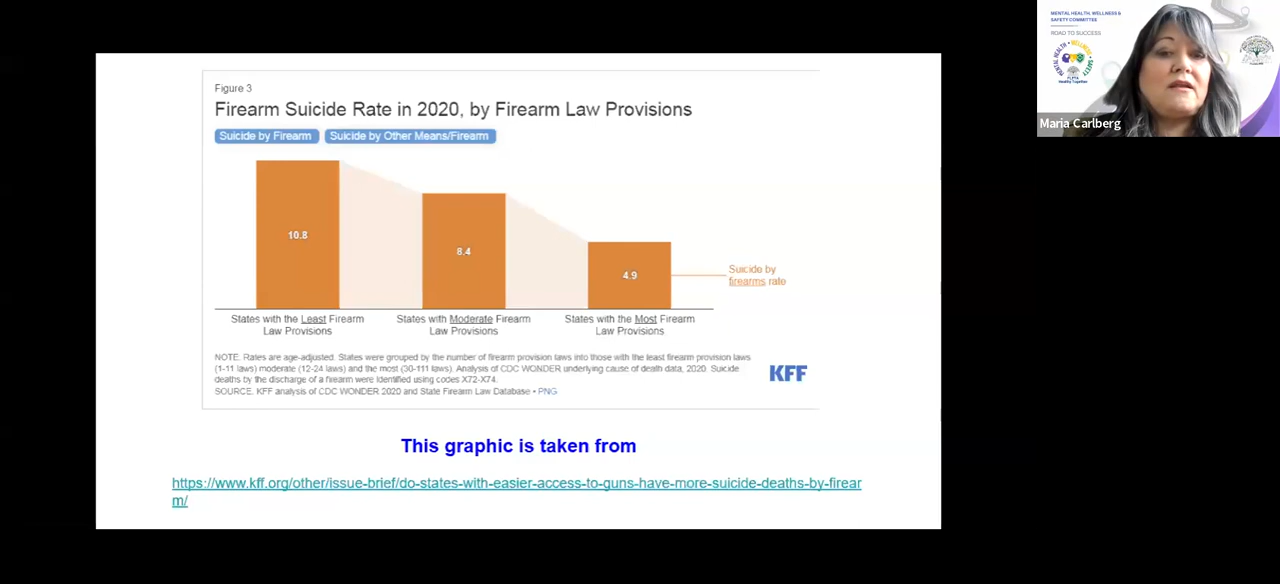 Figure 3
Firearm Suicide Rate in 2020, by Firearm Law Provisions
Suicide by Firearm
Suicide by Other Means/Firearm
10.8
8.4
4.9
Suicide by
firearms rate
States with the Least Firearm
Law Provisions
States with Moderate Firearm
Law Provisions
States with the Most Firearm
Law Provisions
NOTE. Rates are age-adjusted. States were grouped by the number of firearm provision laws into those with the least firearm provision laws
(1-11 laws) moderate (12-24 laws) and the most (30-111 laws). Analysis of CDC WONDER underlying cause of death data, 2020. Suicide
deaths by the discharge of a firearm were identified using codes X72-X74.
SOURCE. KFF analysis of CDC WONDER 2020 and State Firearm Law Database • PNG
KFF
This graphic is taken from
https://www.kff.org/other/issue-brief/do-states-with-easier-access-to-guns-have-more-suicide-deaths-by-firear
m/
MENTAL HEALTH, WELLNESS &
SAFETY COMMITTEE
ROAD TO SUCCESS
MENTAL HEALTH • WELLNESS • SAFETY
Healthy Together
Maria Carlberg